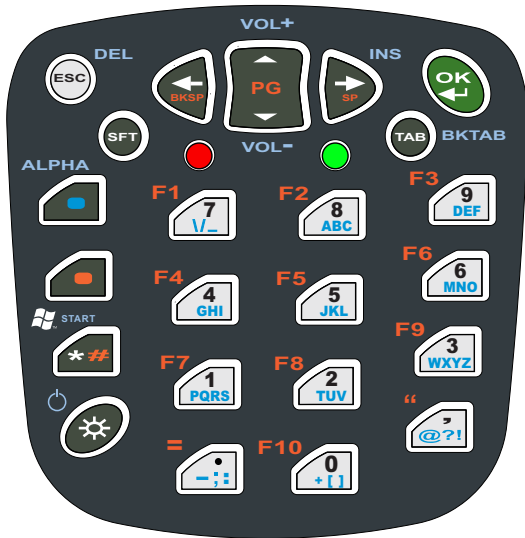 VOL+
DEL
INS
ESC
BKSP
PG
SP
OK
SFT
TAB
BKTAB
VOL-
ALPHA
F1
7
\/_
F2
8
ABC
F3
9
DEF
F4
4
GHI
F5
5
JKL
F6
6
MNO
START
*#
F7
1
PQRS
F8
2
TUV
F9
3
WXYZ
=
.
-;:
F10
0
+[]
“
,
@?!